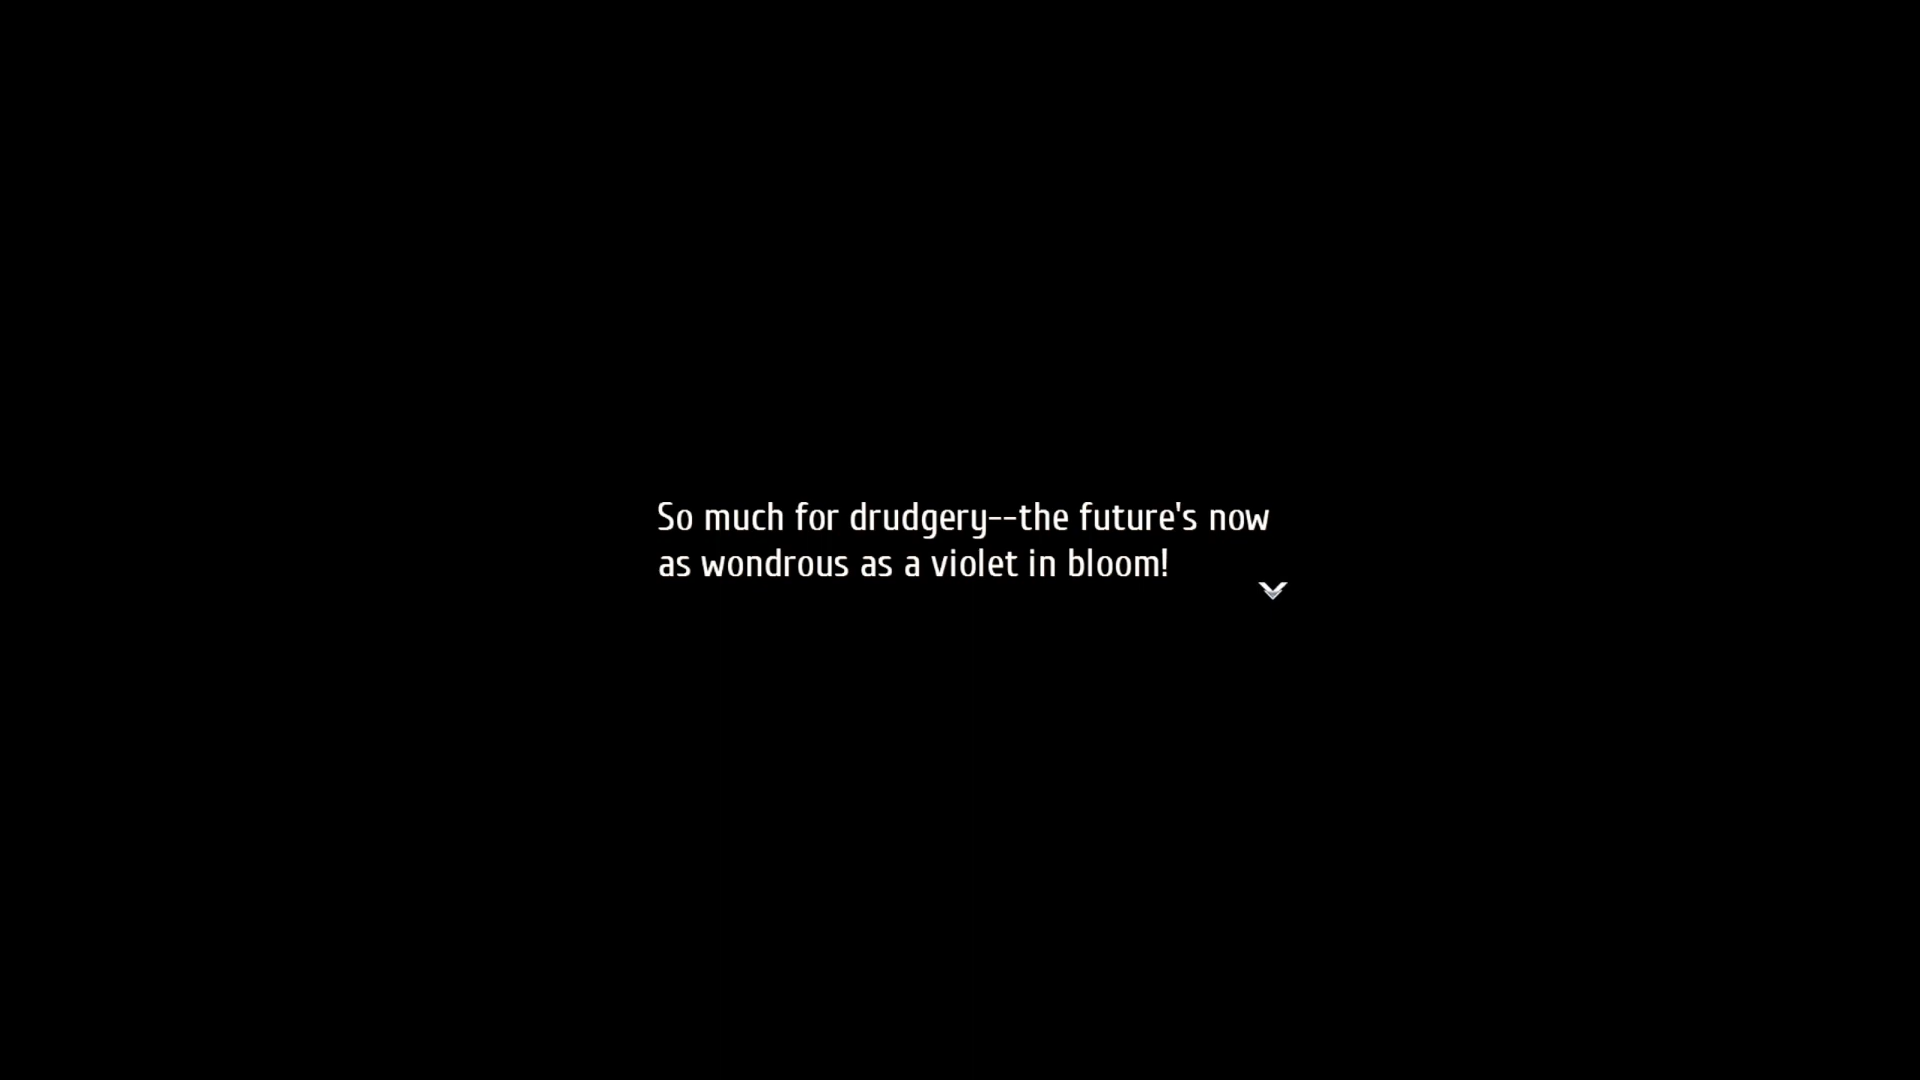 So much for drudgery--the future's now
as wondrous as a violet in bloom!